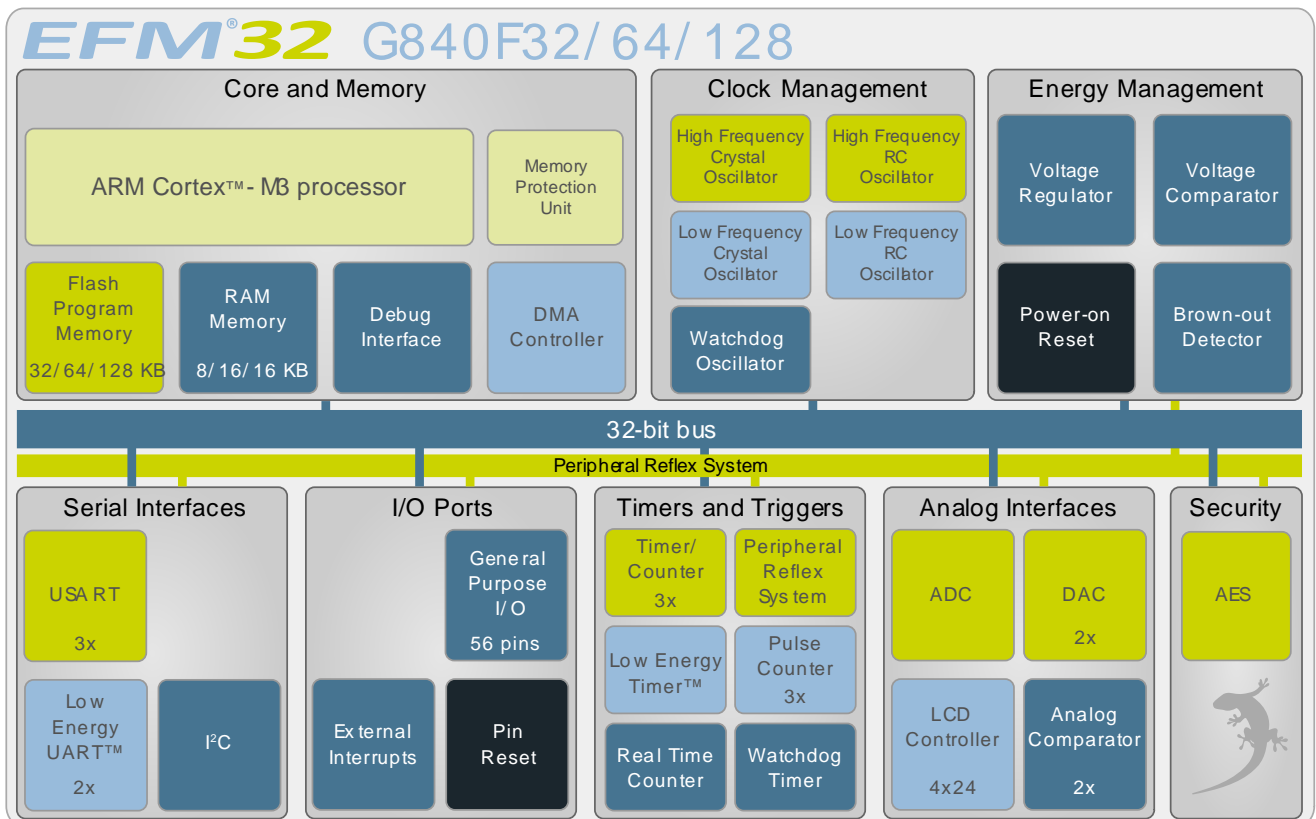 EFM®32 G840F32/64/128
Core and Memory
ARM Cortex™-M3 processor
Memory
Protection
Unit
Flash
Program
Memory
32/64/128 KB
RAM
Memory
8/16/16 KB
Debug
Interface
DMA
Controller
Clock Management
High Frequency
Crystal
Oscillator
High Frequency
RC
Oscillator
Low Frequency
Crystal
Oscillator
Low Frequency
RC
Oscillator
Watchdog
Oscillator
Energy Management
Voltage
Regulator
Voltage
Comparator
Power-on
Reset
Brown-out
Detector
32-bit bus
Peripheral Reflex System
Serial Interfaces
USART
3x
Low
Energy
UART™
2x
I²C
I/O Ports
General
Purpose
I/O
56 pins
External
Interrupts
Pin
Reset
Timers and Triggers
Timer/
Counter
3x
Peripheral
Reflex
System
Low Energy
Timer™
Pulse
Counter
3x
Real Time
Counter
Watchdog
Timer
Analog Interfaces
ADC
DAC
2x
LCD
Controller
4x24
Analog
Comparator
2x
Security
AES